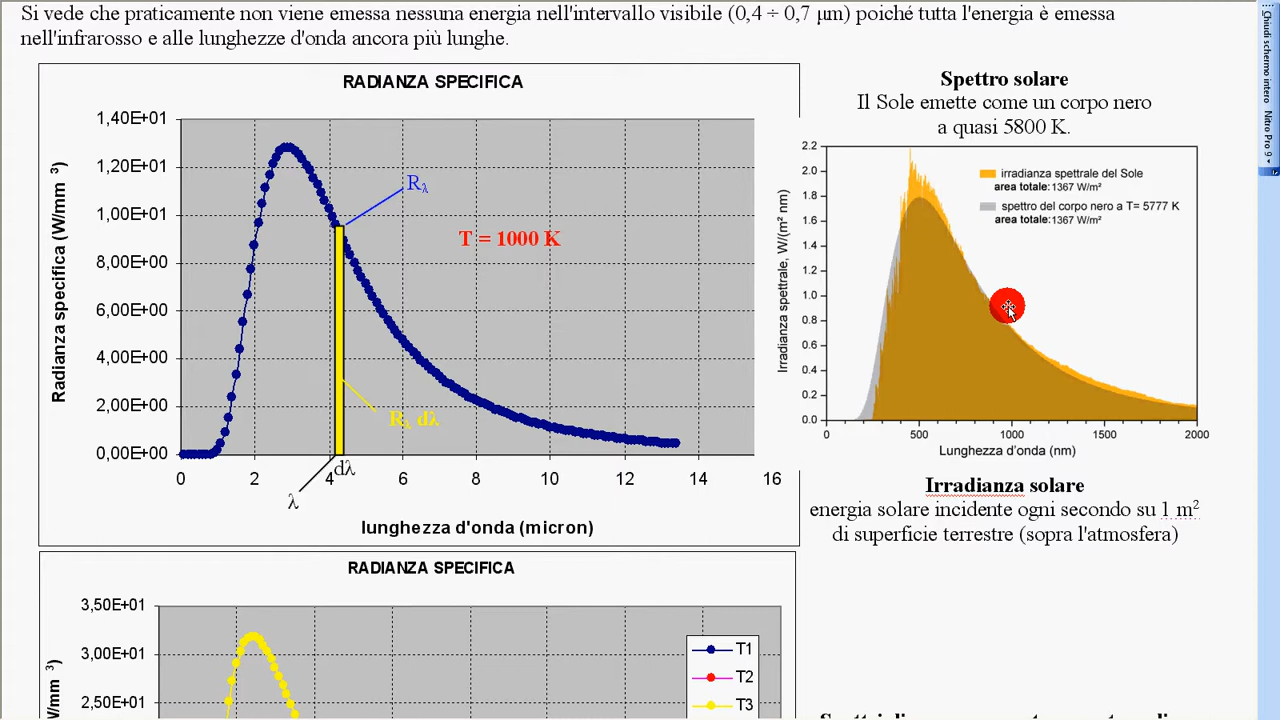 Si vede che praticamente non viene emessa nessuna energia nell'intervallo visibile (0,4 ÷ 0,7 μm) poiché tutta l'energia è emessa
nell'infrarosso e alle lunghezze d'onda ancora più lunghe.
RADIANZA SPECIFICA
Radianza specifica (W/mm³)
1,40E+01
1,20E+01
1,00E+01
8,00E+00
6,00E+00
4,00E+00
2,00E+00
0,00E+00
Rλ
T = 1000 K
Rλ dλ
dλ
λ
0 2 4 6 8 10 12 14 16
lunghezza d'onda (micron)
Spettro solare
Il Sole emette come un corpo nero
a quasi 5800 K.
Irradianza spettrale, W/(m² nm)
2.2
2.0
1.8
1.6
1.4
1.2
1.0
0.8
0.6
0.4
0.2
0.0
irradianza spettrale del Sole
area totale: 1367 W/m²
spettro del corpo nero a T= 5777 K
area totale: 1367 W/m²
0 500 1000 1500 2000
Lunghezza d'onda (nm)
Irradianza solare
energia solare incidente ogni secondo su 1 m²
di superficie terrestre (sopra l'atmosfera)
RADIANZA SPECIFICA
3,50E+01
3,00E+01
2,50E+01
W/mm³)
T1
T2
T3
Chiudi schermo intero
Nitro Pro 9